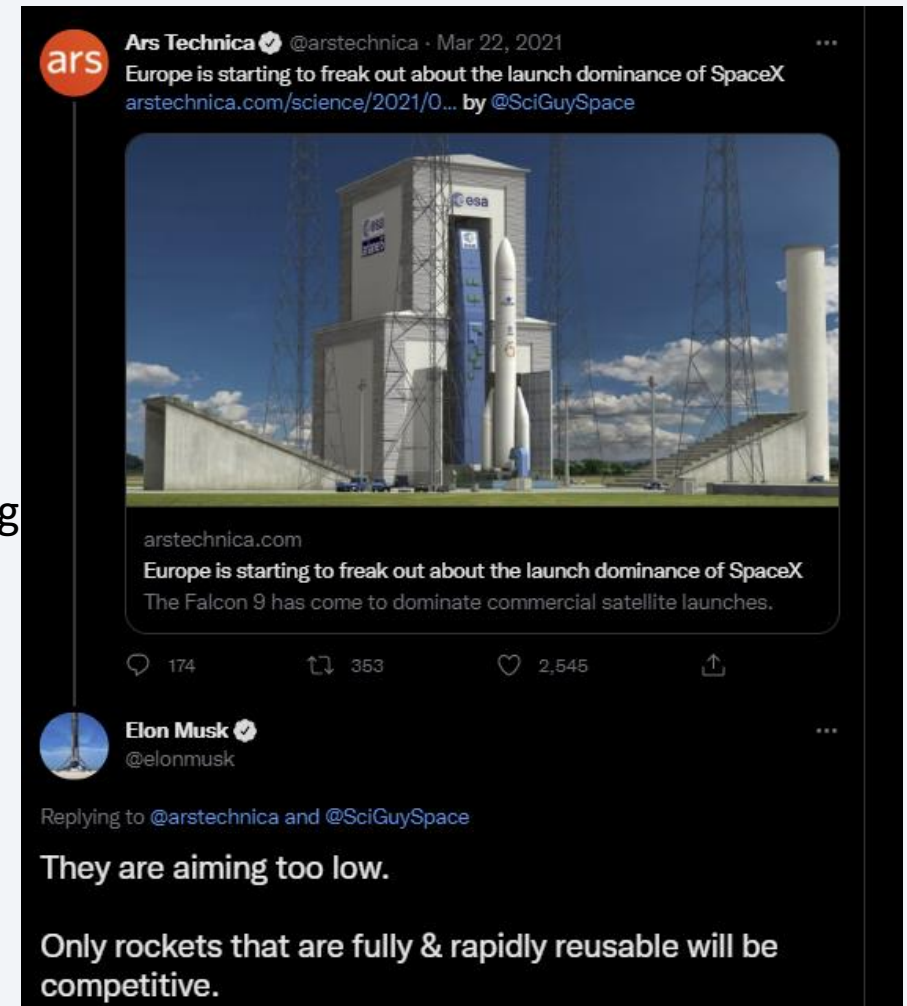 Ars Technica @arstechnica · Mar 22, 2021
ars
Europe is starting to freak out about the launch dominance of SpaceX
arstechnica.com/science/2021/0... by @SciGuySpace
esa
esa
arstechnica.com
Europe is starting to freak out about the launch dominance of SpaceX
The Falcon 9 has come to dominate commercial satellite launches.
174 353 2,545
g
Elon Musk
@elonmusk
Replying to @arstechnica and @SciGuySpace
They are aiming too low.
Only rockets that are fully & rapidly reusable will be
competitive.